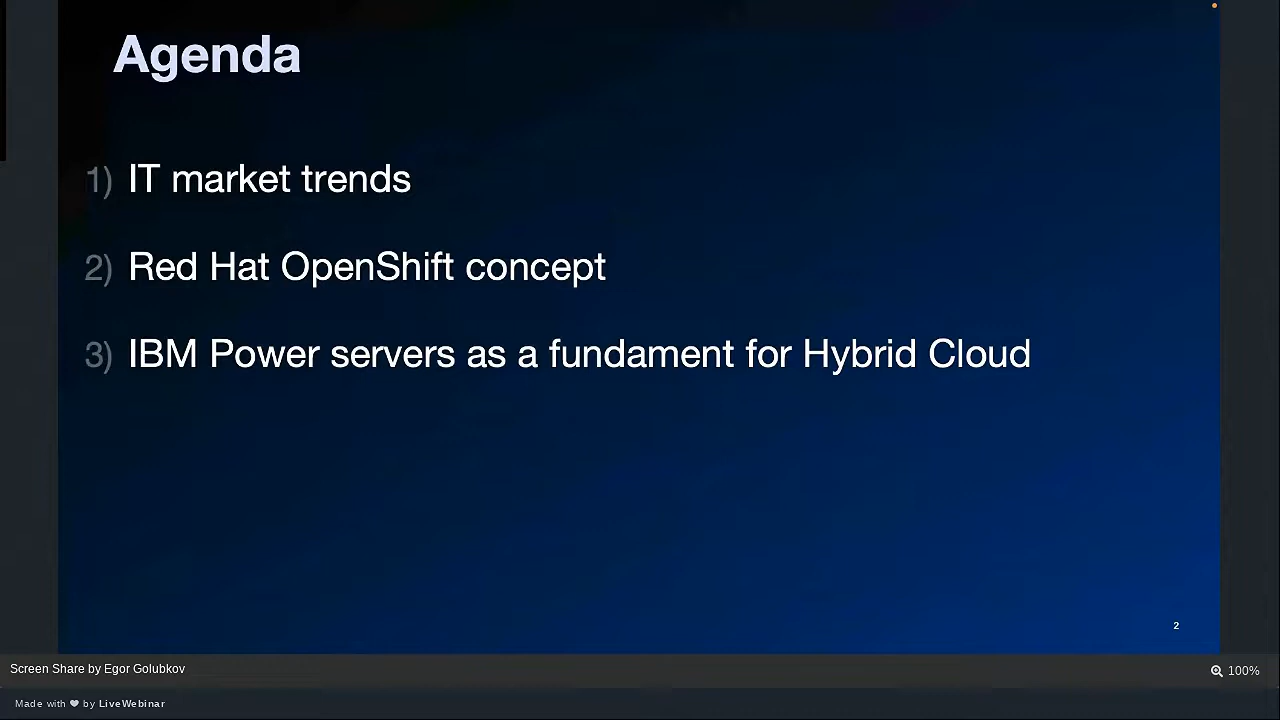 Agenda
1) IT market trends
2) Red Hat OpenShift concept
3) IBM Power servers as a fundament for Hybrid Cloud
2
Screen Share by Egor Golubkov
100%
Made with ❤ by LiveWebinar